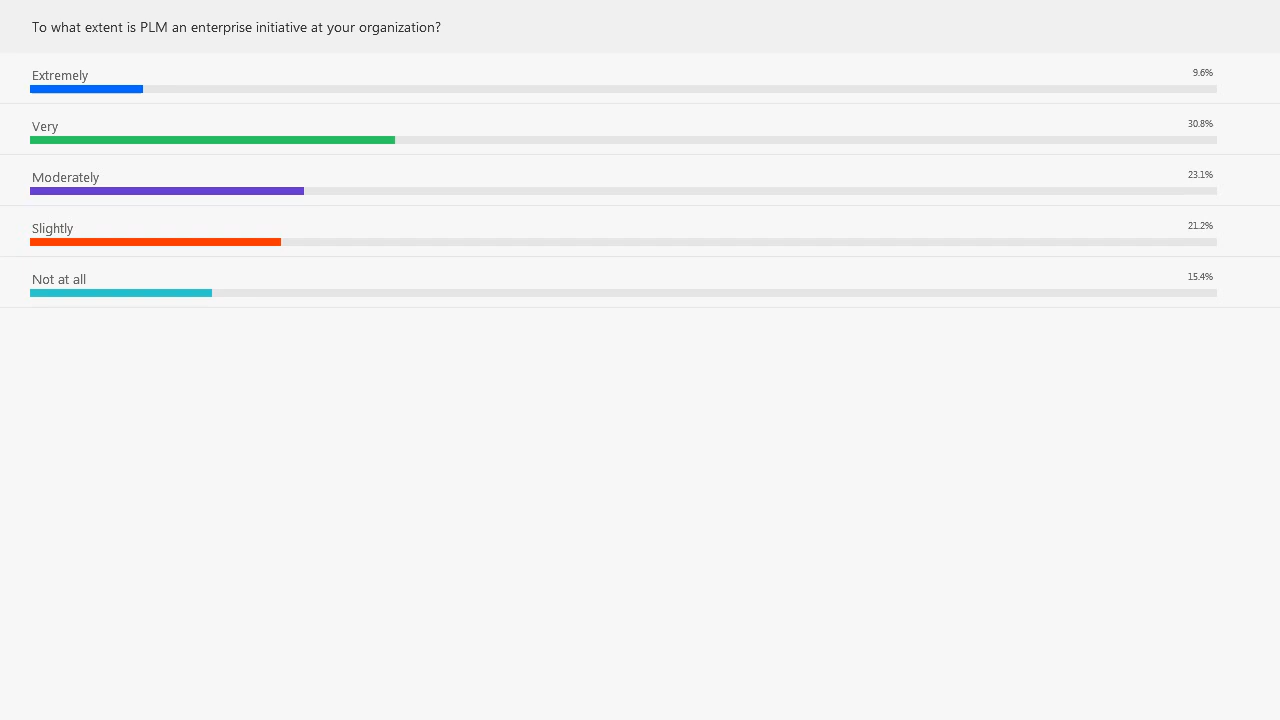 To what extent is PLM an enterprise initiative at your organization?
Extremely 9.6%
Very 30.8%
Moderately 23.1%
Slightly 21.2%
Not at all 15.4%